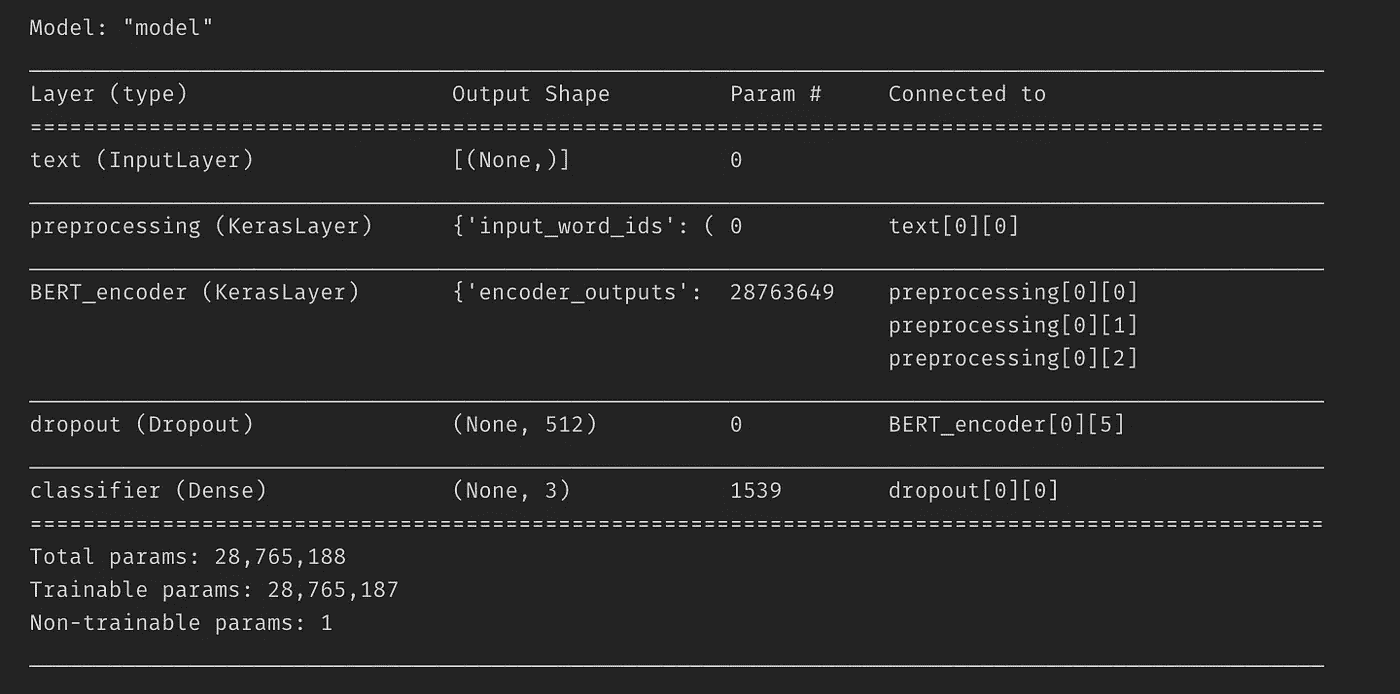 Model: "model"
Layer (type) Output Shape Param # Connected to
text (InputLayer) [(None,)] 0
preprocessing (KerasLayer) {'input_word_ids': ( 0 text[0][0]
BERT_encoder (KerasLayer) {'encoder_outputs': 28763649 preprocessing[0][0]
preprocessing[0][1]
preprocessing[0][2]
dropout (Dropout) (None, 512) 0 BERT_encoder[0][5]
classifier (Dense) (None, 3) 1539 dropout[0][0]
Total params: 28,765,188
Trainable params: 28,765,187
Non-trainable params: 1